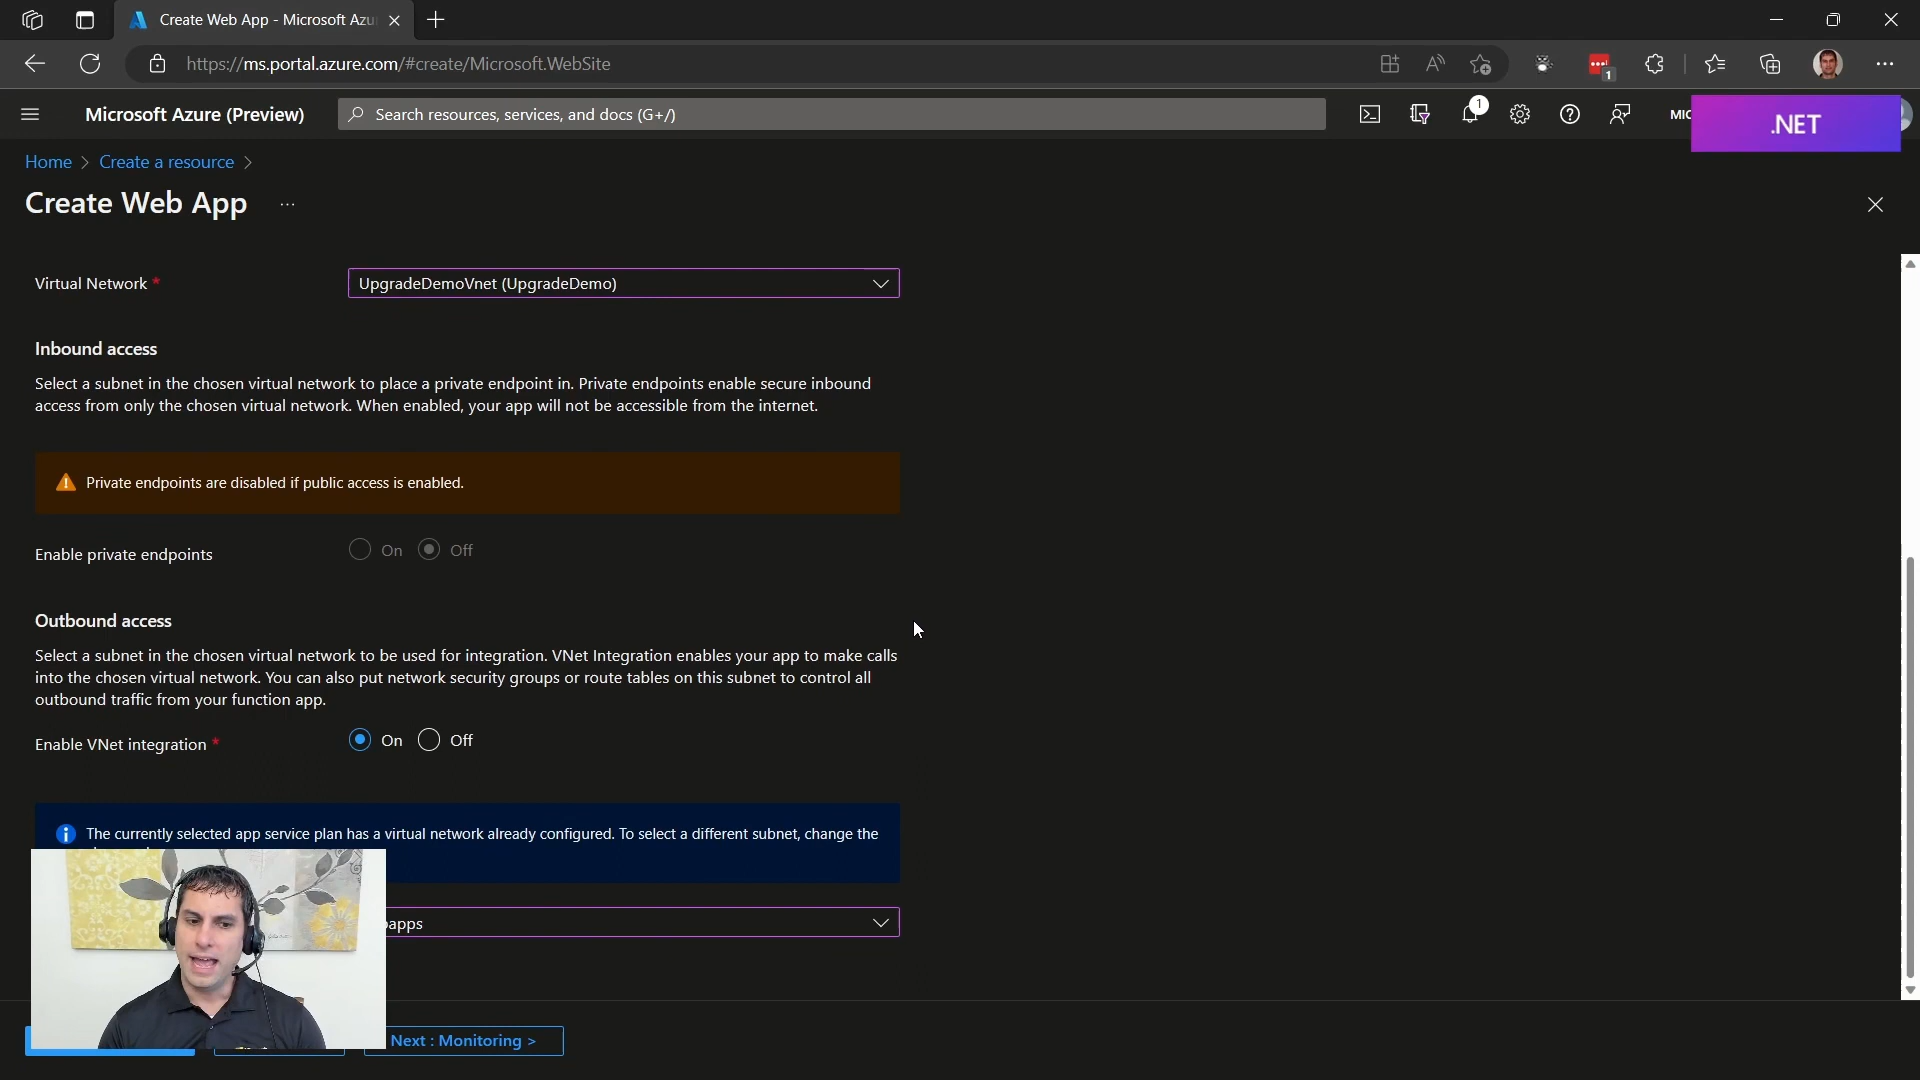 Create Web App - Microsoft Azu
https://ms.portal.azure.com/#create/Microsoft.WebSite
1
Microsoft Azure (Preview)
Search resources, services, and docs (G+/)
1
MIC
.NET
Home > Create a resource >
Create Web App ...
Virtual Network *
UpgradeDemoVnet (UpgradeDemo)
Inbound access
Select a subnet in the chosen virtual network to place a private endpoint in. Private endpoints enable secure inbound
access from only the chosen virtual network. When enabled, your app will not be accessible from the internet.
Private endpoints are disabled if public access is enabled.
Enable private endpoints
On Off
Outbound access
Select a subnet in the chosen virtual network to be used for integration. VNet Integration enables your app to make calls
into the chosen virtual network. You can also put network security groups or route tables on this subnet to control all
outbound traffic from your function app.
Enable VNet integration *
On Off
The currently selected app service plan has a virtual network already configured. To select a different subnet, change the
apps
Next : Monitoring >